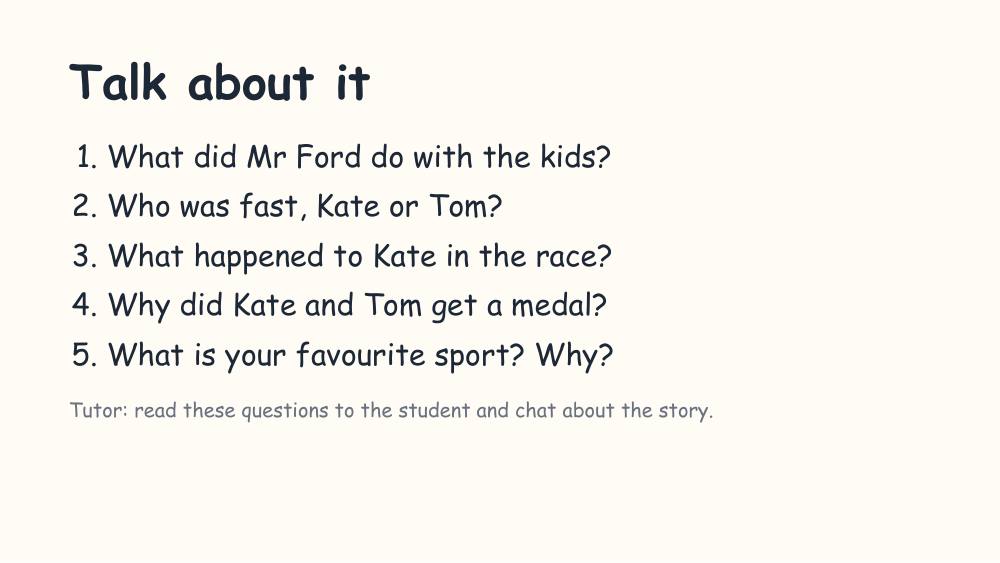 Talk about it
1. What did Mr Ford do with the kids?
2. Who was fast, Kate or Tom?
3. What happened to Kate in the race?
4. Why did Kate and Tom get a medal?
5. What is your favourite sport? Why?
Tutor: read these questions to the student and chat about the story.